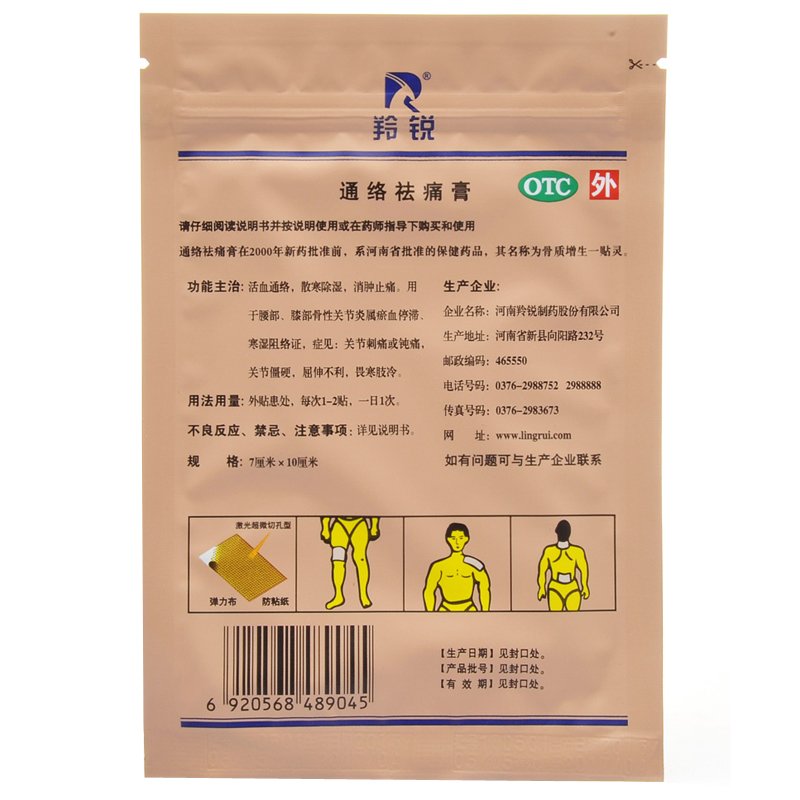 R®
羚锐
通络祛痛膏 OTC 外
请仔细阅读说明书并按说明使用或在药师指导下购买和使用
通络祛痛膏在2000年新药批准前，系河南省批准的保健药品，其名称为骨质增生一贴灵。
功能主治：活血通络，散寒除湿，消肿止痛。用
于腰部、膝部骨性关节炎属瘀血停滞、
寒湿阻络证，症见：关节刺痛或钝痛，
关节僵硬，屈伸不利，畏寒肢冷。
用法用量：外贴患处，每次1-2贴，一日1次。
不良反应、禁忌、注意事项：详见说明书。
规 格：7厘米×10厘米
生产企业：
企业名称：河南羚锐制药股份有限公司
生产地址：河南省新县向阳路232号
邮政编码：465550
电话号码：0376-2988752 2988888
传真号码：0376-2983673
网 址：www.lingrui.com
如有问题可与生产企业联系
激光超微切孔型
弹力布 防粘纸
6 920568 489045
【生产日期】见封口处。
【产品批号】见封口处。
【有 效 期】见封口处。